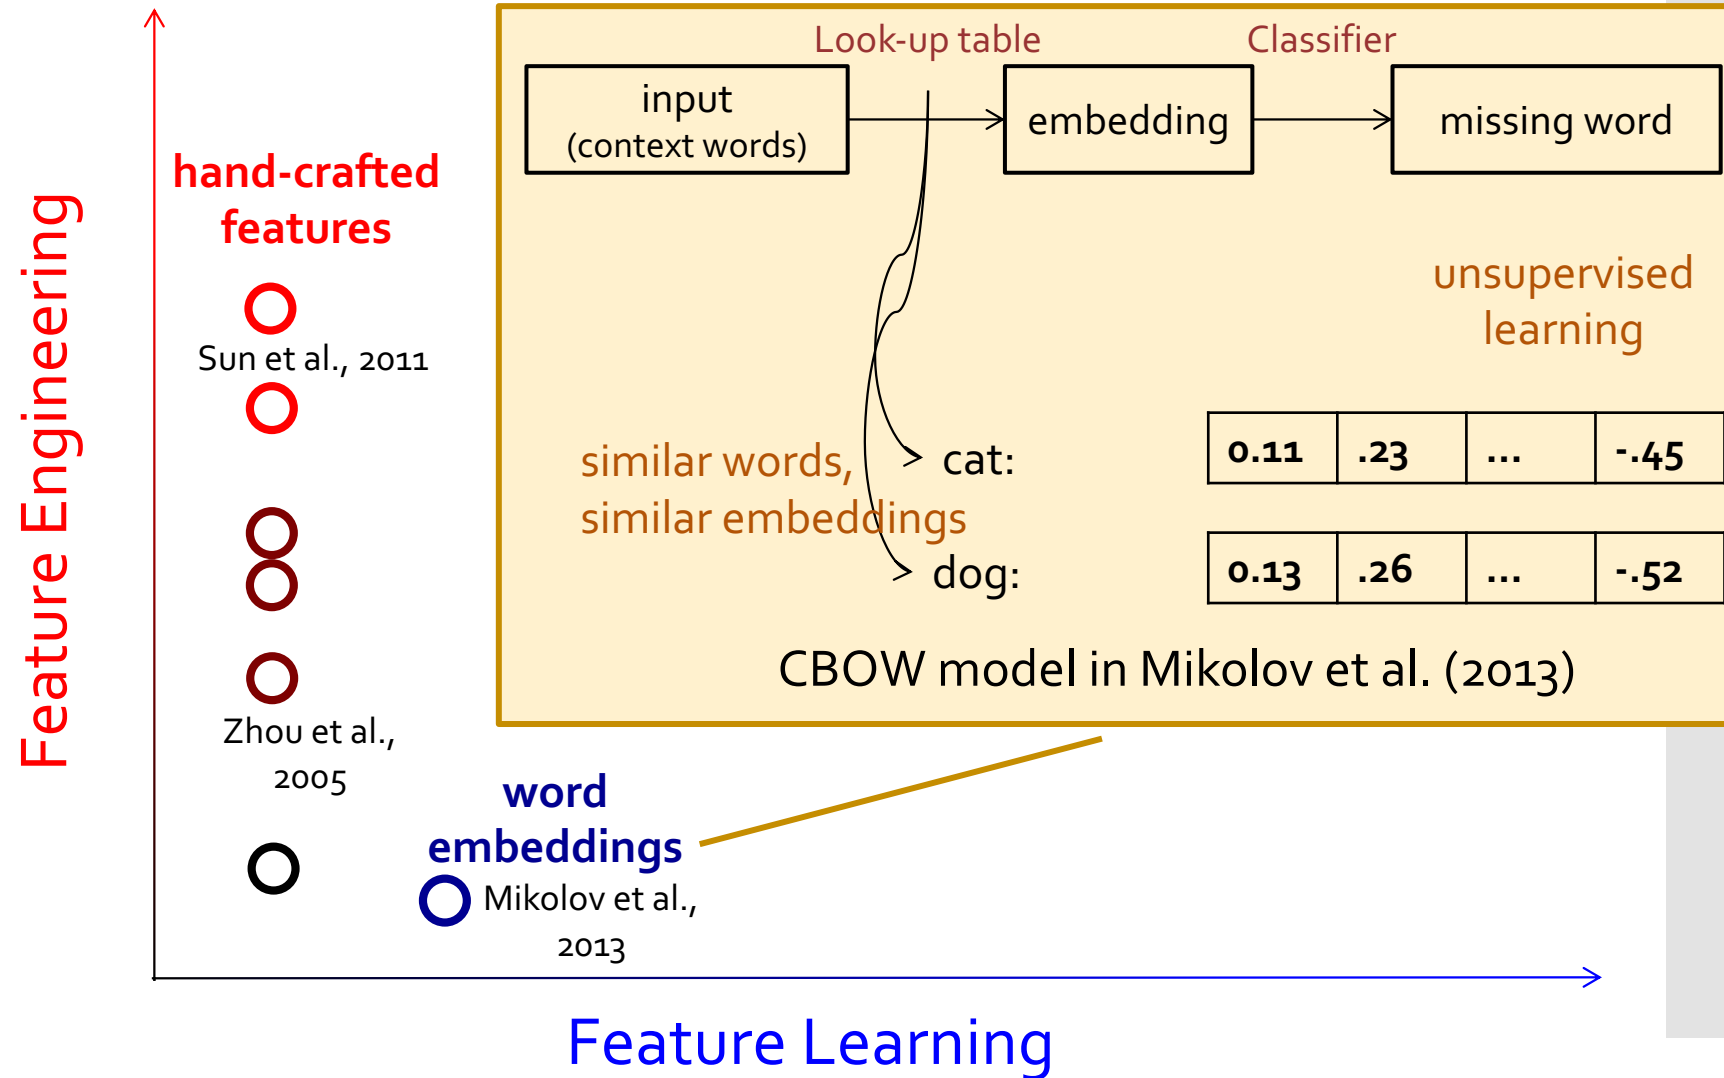 Feature Engineering
hand-crafted
features
Sun et al., 2011
Zhou et al.,
2005
word
embeddings
Mikolov et al.,
2013
Feature Learning
Look-up table
Classifier
input
(context words)
embedding
missing word
unsupervised
learning
similar words,
similar embeddings
cat:
0.11 .23 ... -.45
dog:
0.13 .26 ... -.52
CBOW model in Mikolov et al. (2013)